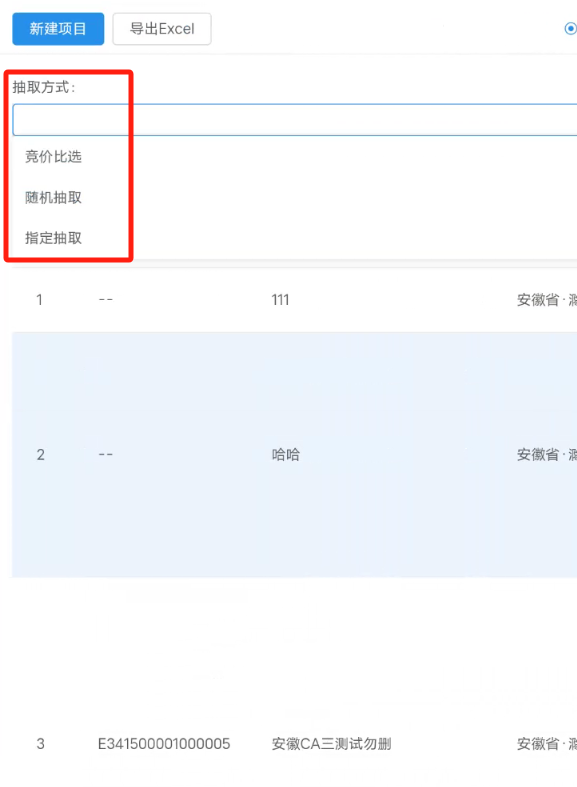 新建项目 导出Excel
抽取方式：
竞价比选
随机抽取
指定抽取
1 -- 111 安徽省·
2 -- 哈哈 安徽省·
3 E341500001000005 安徽CA三测试勿删 安徽省·